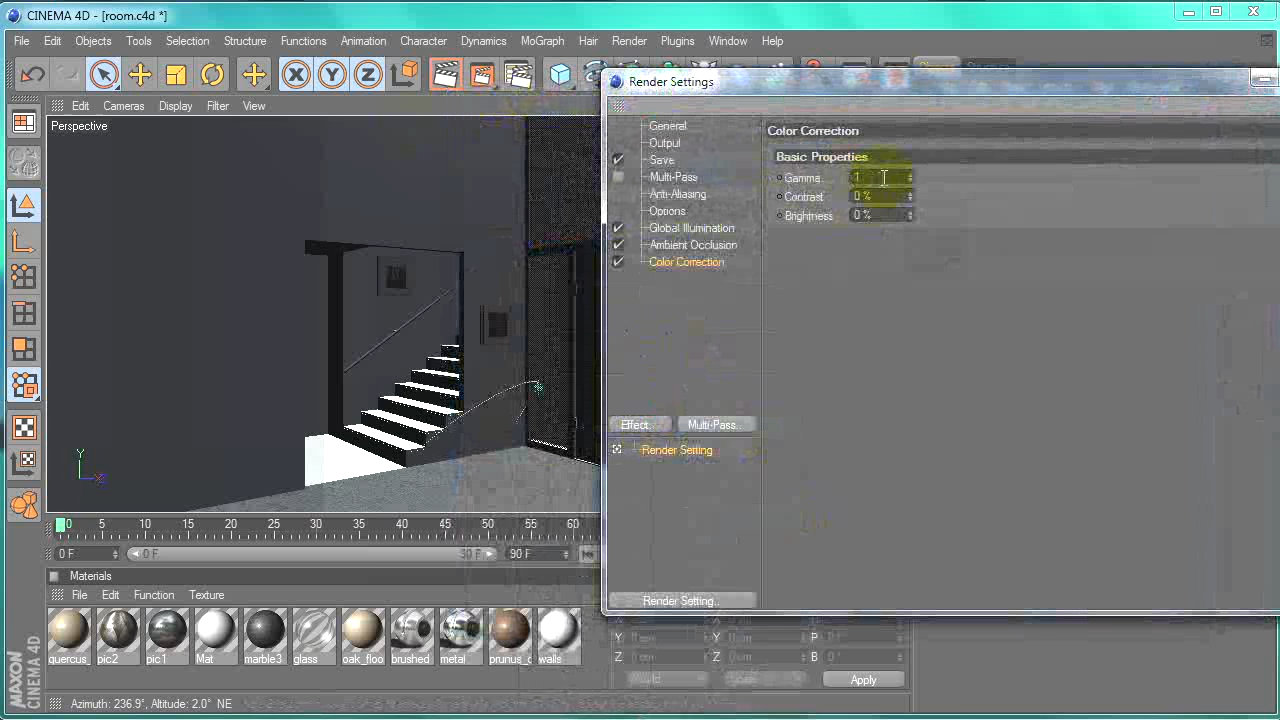 CINEMA 4D - [room.c4d *]
File Edit Objects Tools Selection Structure Functions Animation Character Dynamics MoGraph Hair Render Plugins Window Help
Render Settings
Edit Cameras Display Filter View
Perspective
General
Output
Save
Multi-Pass
Anti-Aliasing
Options
Global Illumination
Ambient Occlusion
Color Correction
Color Correction
Basic Properties
Gamma 1
Contrast 0 %
Brightness 0 %
Effect... Multi-Pass...
Render Setting
Render Setting...
Y
X
0 5 10 15 20 25 30 35 40 45 50 55 60
0 F 0 F 90 F 90 F
Materials
File Edit Function Texture
quercus_ pic2 pic1 Mat marble3 glass oak_floo brushed metal prunus_c walls
Y Y P
Z Z B
Apply
MAXON
CINEMA 4D
Azimuth: 236.9°, Altitude: 2.0° NE